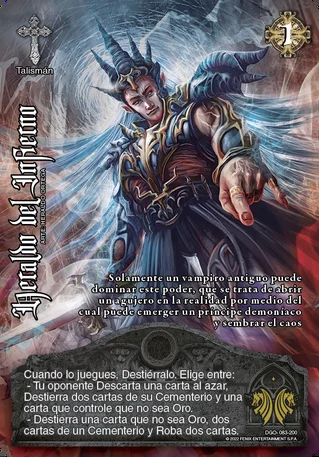 1
Talismán
Heraldo del Infierno
ARTE: HERALDO ORTEGA
Solamente un vampiro antiguo puede
dominar este poder, que se trata de abrir
un agujero en la realidad por medio del
cual puede emerger un príncipe demoníaco
y sembrar el caos
Cuando lo juegues, Destiérralo. Elige entre:
- Tu oponente Descarta una carta al azar,
Destierra dos cartas de su Cementerio y una
carta que controle que no sea Oro.
- Destierra una carta que no sea Oro, dos
cartas de un Cementerio y Roba dos cartas.
DGO- 083-200
© 2022 FENIX ENTERTAINMENT S.P.A.